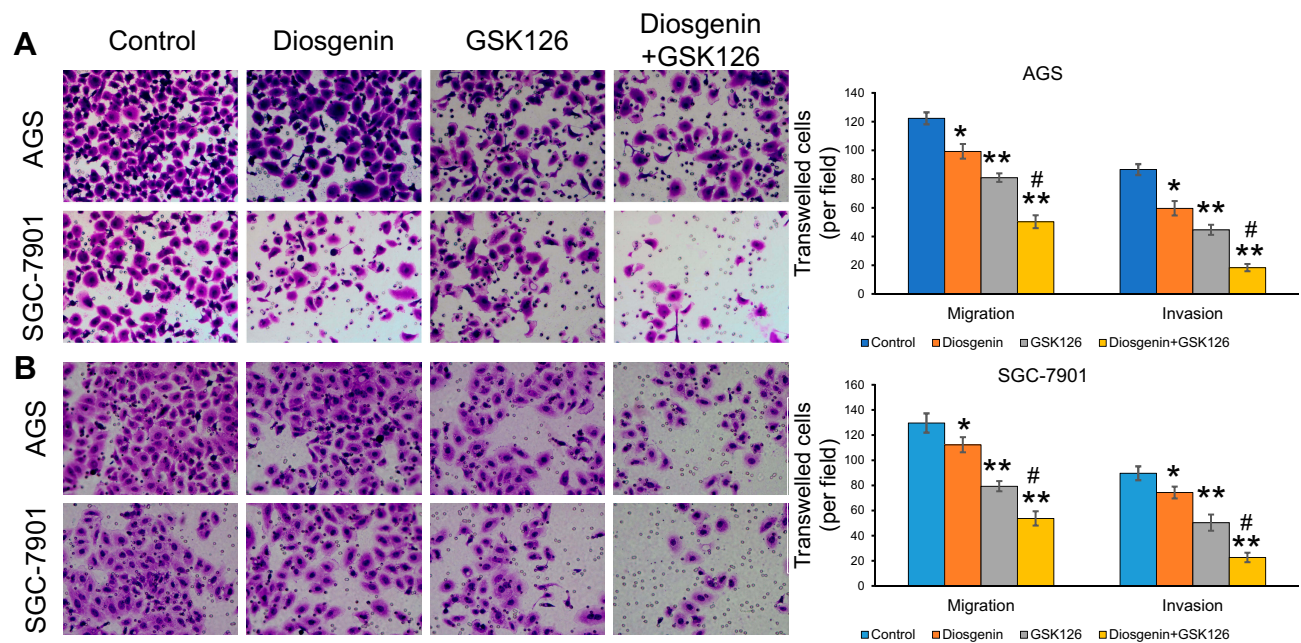 A
Control
Diosgenin
GSK126
Diosgenin
+GSK126
AGS
SGC-7901
B
AGS
SGC-7901
AGS
Transwelled cells
(per field)
140
120
100
80
60
40
20
0
*
**
#
**
*
**
#
**
Migration
Invasion
Control
Diosgenin
GSK126
Diosgenin+GSK126
SGC-7901
Transwelled cells
(per field)
160
140
120
100
80
60
40
20
0
*
**
#
**
*
**
#
**
Migration
Invasion
Control
Diosgenin
GSK126
Diosgenin+GSK126